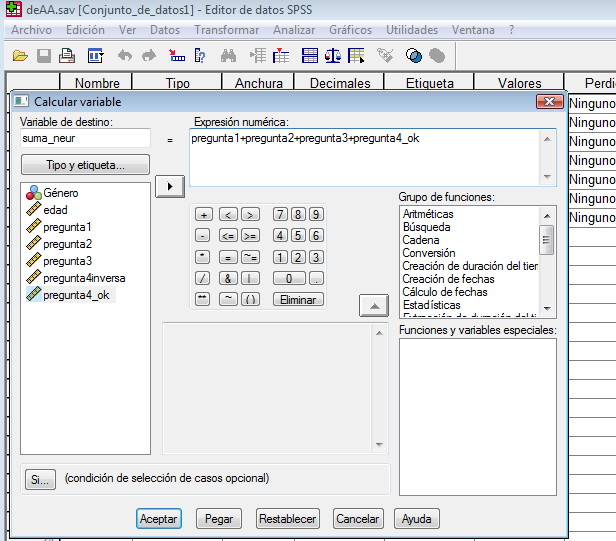 deAA.sav [Conjunto_de_datos1] - Editor de datos SPSS
Archivo Edición Ver Datos Transformar Analizar Gráficos Utilidades Ventana ?
Nombre Tipo Anchura Decimales Etiqueta Valores Perdi
Calcular variable
Ninguno
Variable de destino: Expresión numérica:
Ninguno
suma_neur = pregunta1+pregunta2+pregunta3+pregunta4_ok
Ninguno
Tipo y etiqueta...
Ninguno
Ninguno
Ninguno
Ninguno
Género
edad
pregunta1
pregunta2
pregunta3
pregunta4inversa
pregunta4_ok
+ < > 7 8 9
- <= >= 4 5 6
* = ~= 1 2 3
/ & | 0 .
** ~ () Eliminar
Grupo de funciones:
Aritméticas
Búsqueda
Cadena
Conversión
Creación de duración del tier
Creación de fechas
Cálculo de fechas
Estadísticas
Funciones y variables especiales:
Si... (condición de selección de casos opcional)
Aceptar Pegar Restablecer Cancelar Ayuda